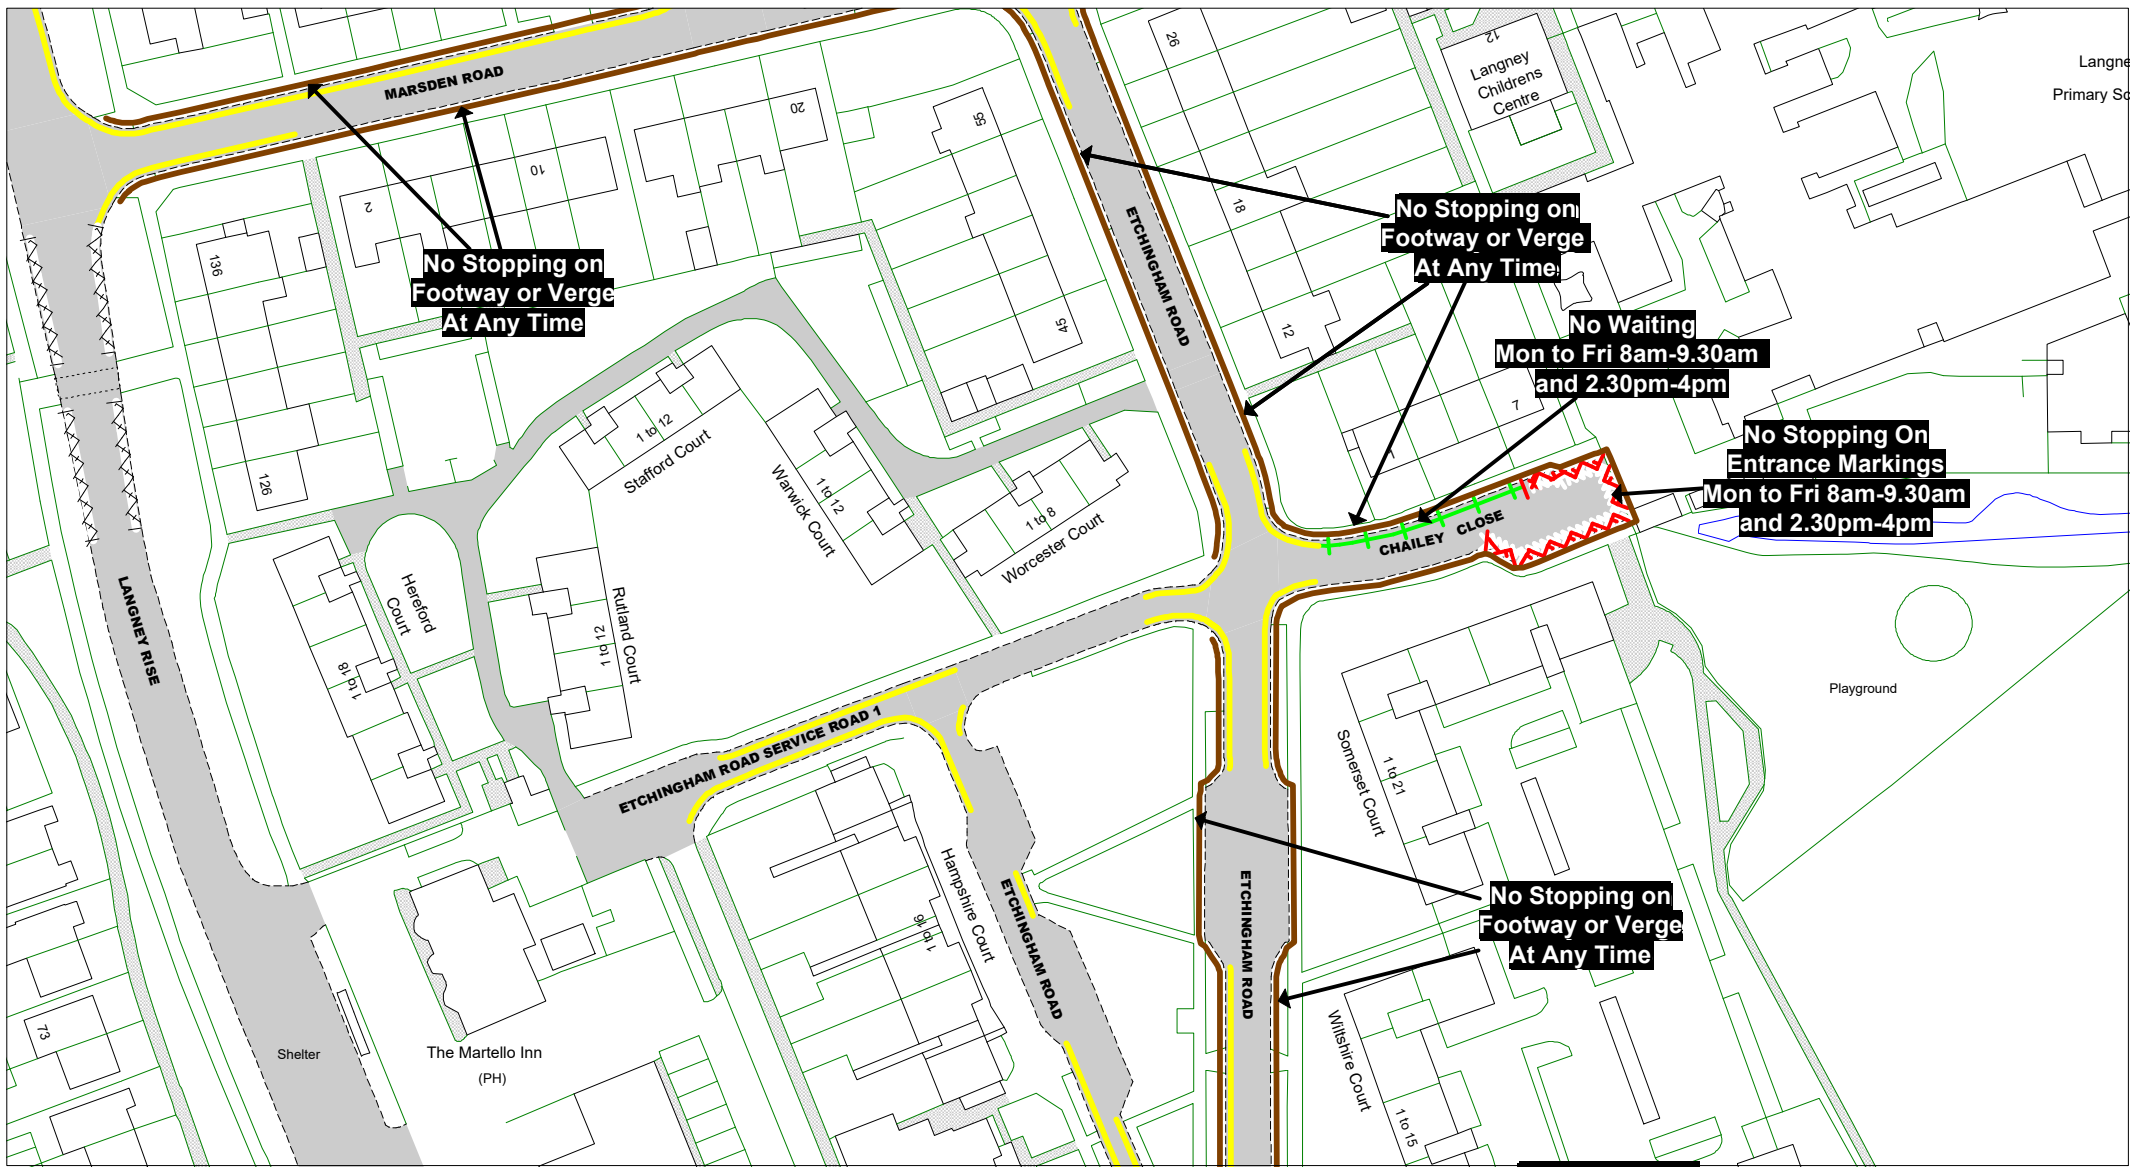 26
12
Langney
Childrens
Centre
Langne
Primary Sc
MARSDEN ROAD
20
55
10
2
18
136
ETCHINGHAM ROAD
No Stopping on
Footway or Verge
At Any Time
No Stopping on
Footway or Verge
At Any Time
45
12
No Waiting
Mon to Fri 8am-9.30am
and 2.30pm-4pm
7
1
No Stopping On
Entrance Markings
Mon to Fri 8am-9.30am
and 2.30pm-4pm
126
1 to 12
Stafford Court
Warwick Court
1 to 12
1 to 8
Worcester Court
CHAILEY CLOSE
LANGNEY RISE
Hereford
Court
1 to 18
Rutland Court
1 to 12
Playground
ETCHINGHAM ROAD SERVICE ROAD 1
Somerset Court
1 to 21
Hampshire Court
1 to 16
ETCHINGHAM ROAD
ETCHINGHAM ROAD
No Stopping on
Footway or Verge
At Any Time
73
Shelter
The Martello Inn
(PH)
Wiltshire Court
1 to 15